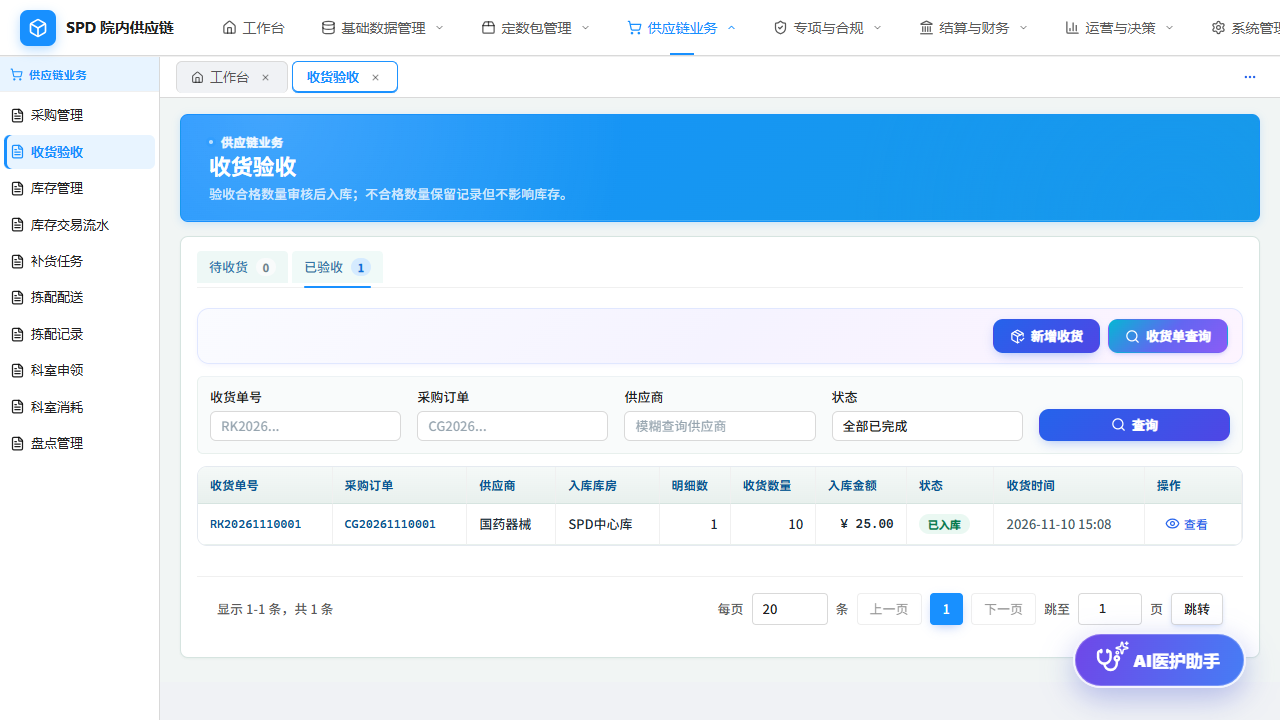 SPD 院内供应链
工作台
基础数据管理
定数包管理
供应链业务
专项与合规
结算与财务
运营与决策
系统管理
供应链业务
采购管理
收货验收
库存管理
库存交易流水
补货任务
拣配配送
拣配记录
科室申领
科室消耗
盘点管理
工作台 ×
收货验收 ×
供应链业务
收货验收
验收合格数量审核后入库；不合格数量保留记录但不影响库存。
待收货 0
已验收 1
新增收货
收货单查询
收货单号 采购订单 供应商 状态
RK2026... CG2026... 模糊查询供应商 全部已完成 查询
收货单号 采购订单 供应商 入库库房 明细数 收货数量 入库金额 状态 收货时间 操作
RK20261110001 CG20261110001 国药器械 SPD中心库 1 10 ¥ 25.00 已入库 2026-11-10 15:08 查看
显示 1-1 条，共 1 条
每页 20 条 上一页 1 下一页 跳至 1 页 跳转
AI医护助手